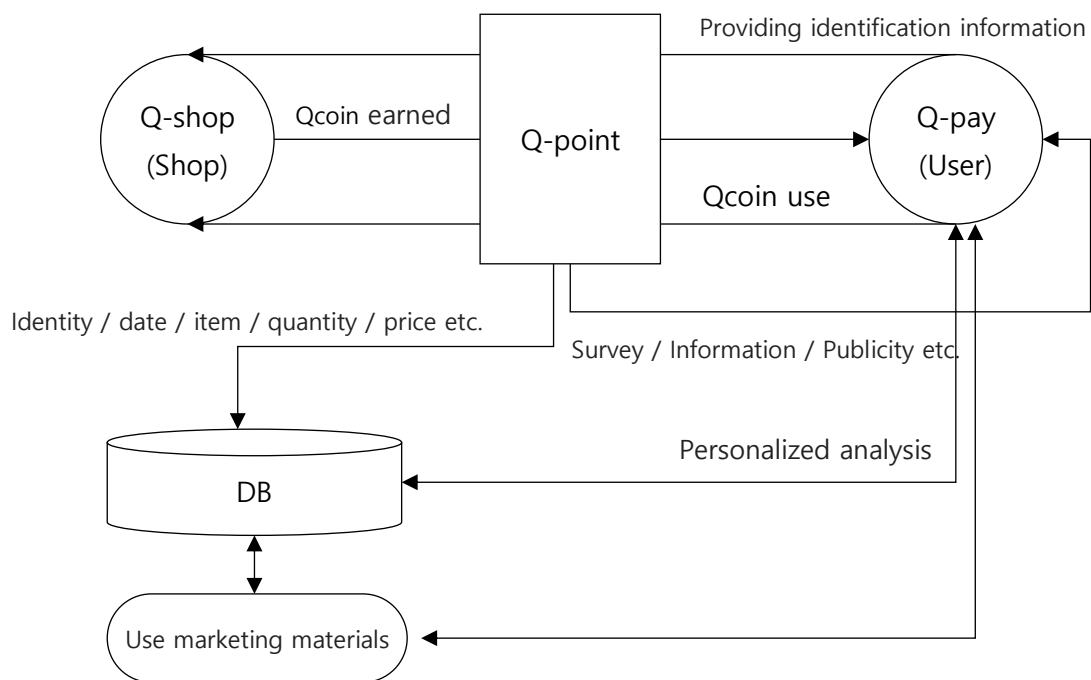 Providing identification information
Q-shop
(Shop)
Qcoin earned
Q-point
Q-pay
(User)
Qcoin use
Identity / date / item / quantity / price etc.
Survey / Information / Publicity etc.
Personalized analysis
DB
Use marketing materials